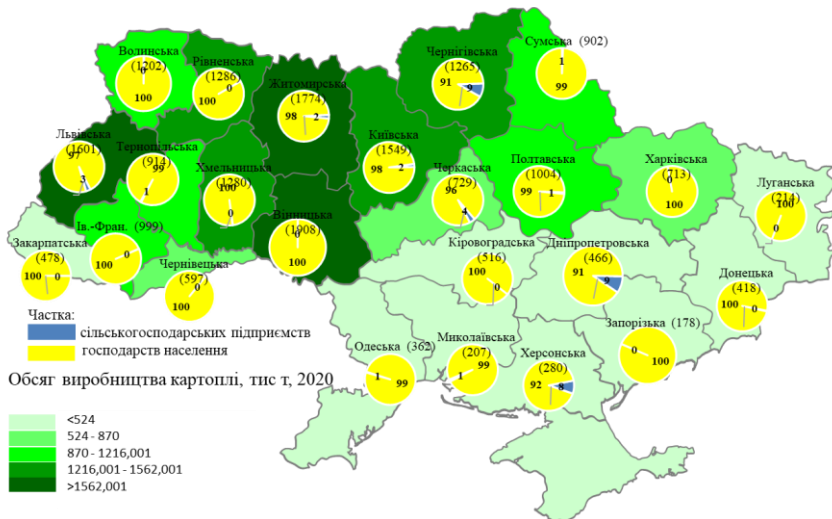 Волинська
(1202)
0
100
Рівненська
(1286)
0
100
Житомирська
(1774)
98 2
Чернігівська
(1265)
91 9
Сумська (902)
1
99
Львівська
(1601)
97
3
Тернопільська
(914)
99
1
Хмельницька
(1280)
100
0
Київська
(1549)
98 2
Черкаська
(729)
96
4
Полтавська
(1004)
99 1
Харківська
(713)
0
100
Луганська
(214)
100
0
Закарпатська
(478)
100 0
Ів.-Фран. (999)
100 0
Чернівецька
(597)
0
100
Вінницька
(1908)
0
100
Кіровоградська
(516)
100
0
Дніпропетровська
(466)
91
9
Донецька
(418)
100 0
Запорізька (178)
0
100
Одеська (362)
1 99
Миколаївська
(207)
99
1
Херсонська
(280)
92 8
Частка:
сільськогосподарських підприємств
господарств населення
Обсяг виробництва картоплі, тис т, 2020
<524
524 - 870
870 - 1216,001
1216,001 - 1562,001
>1562,001